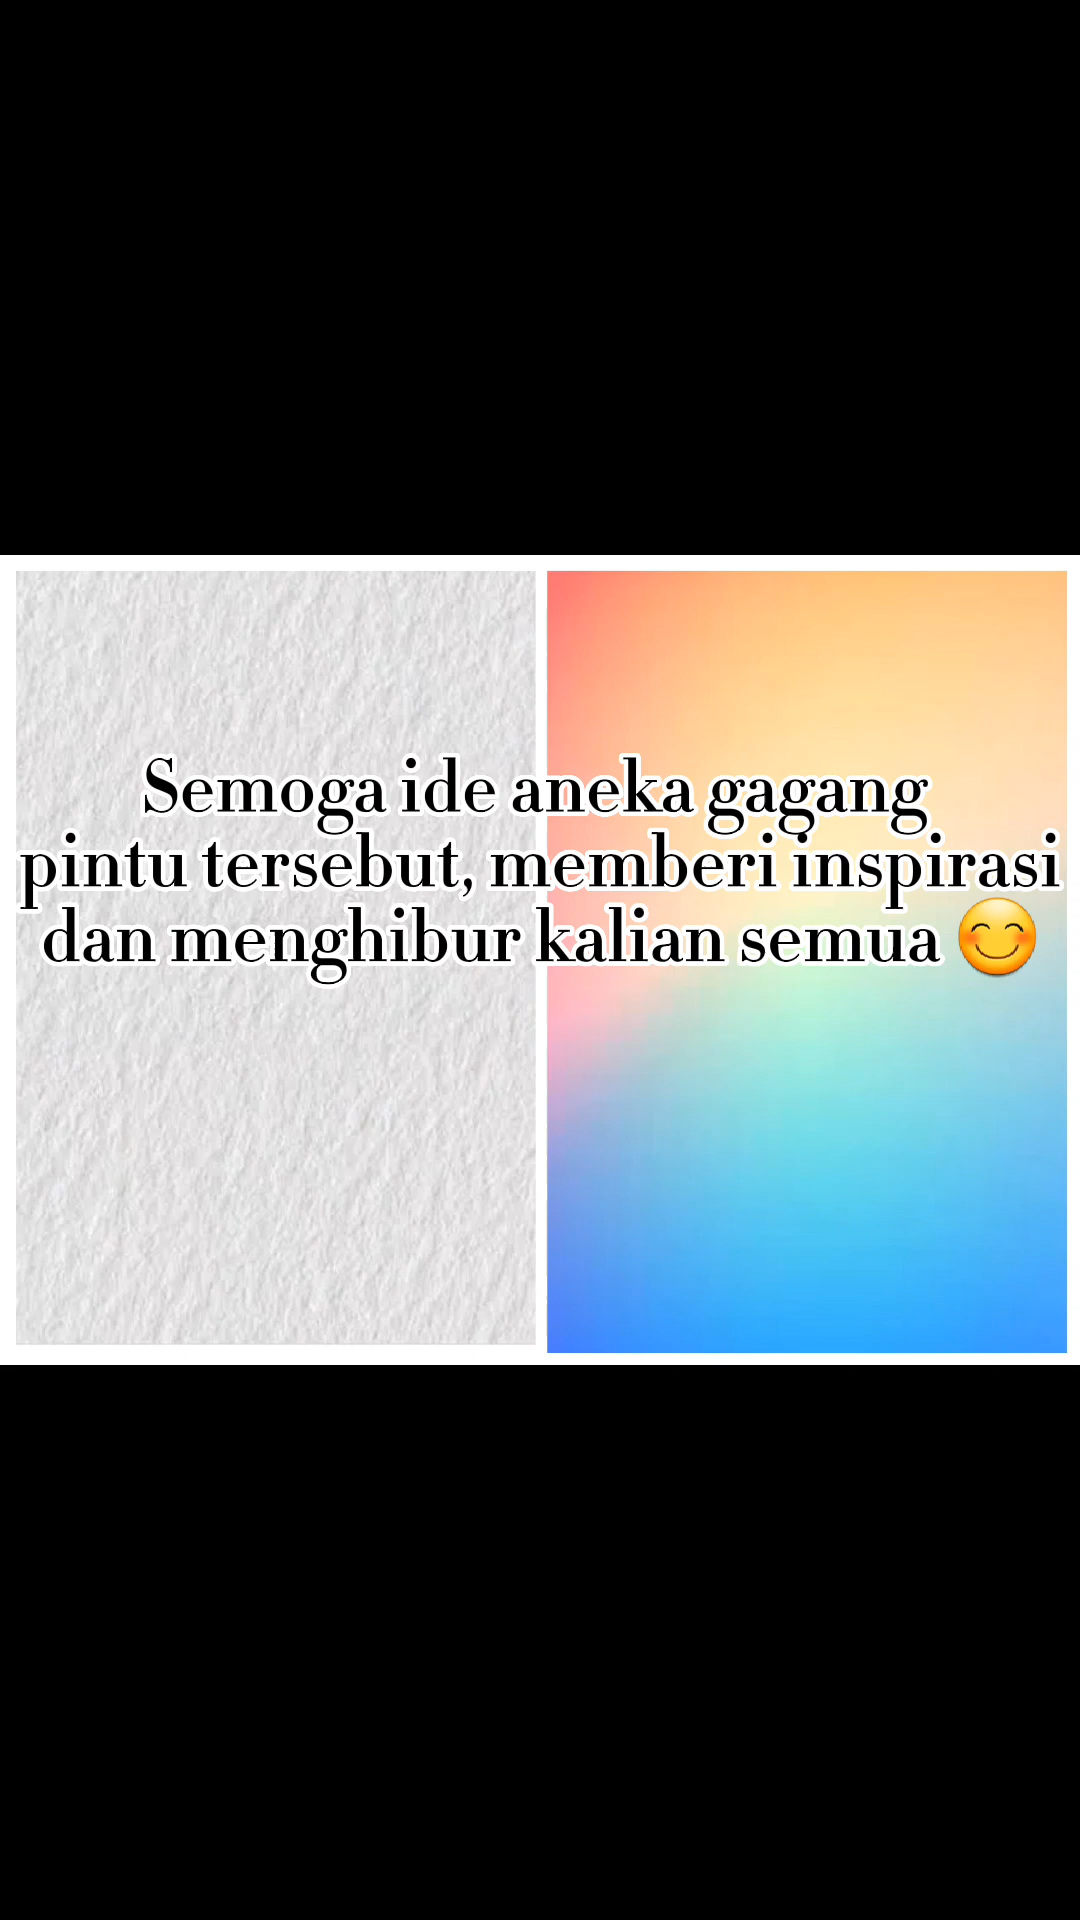 Semoga ide aneka gagang
pintu tersebut, memberi inspirasi
dan menghibur kalian semua 😊